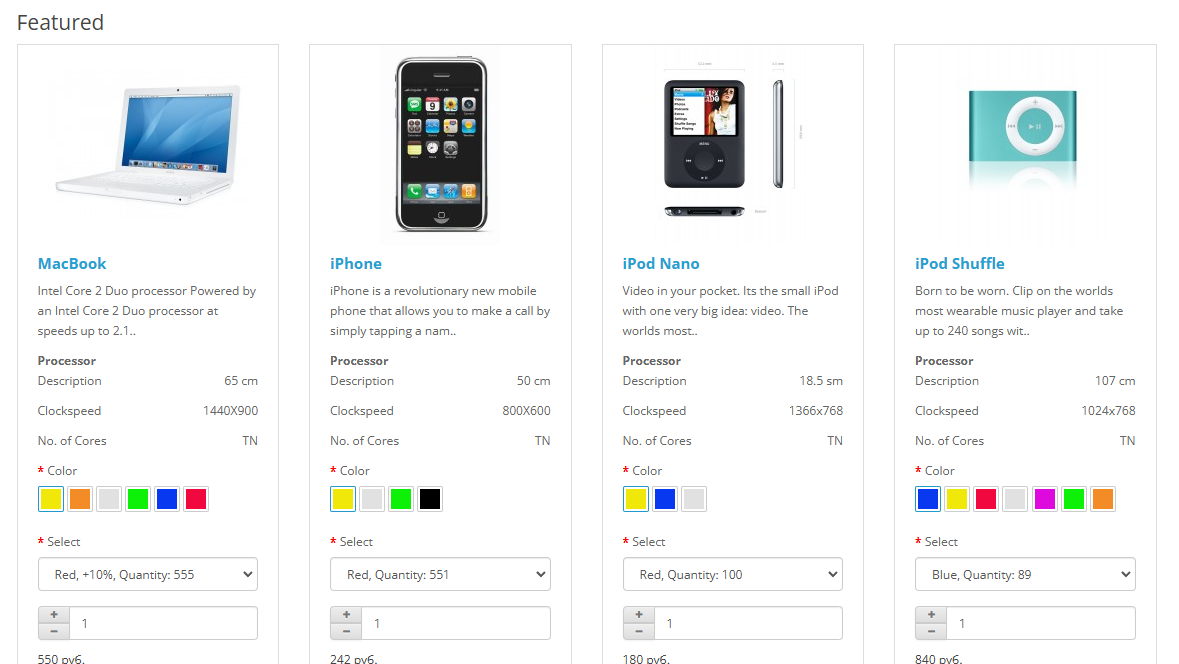 Featured
MacBook
Intel Core 2 Duo processor Powered by
an Intel Core 2 Duo processor at
speeds up to 2.1..
Processor
Description 65 cm
Clockspeed 1440X900
No. of Cores TN
* Color
* Select
Red, +10%, Quantity: 555
+
1
−
550 руб.
iPhone
iPhone is a revolutionary new mobile
phone that allows you to make a call by
simply tapping a nam..
Processor
Description 50 cm
Clockspeed 800X600
No. of Cores TN
* Color
* Select
Red, Quantity: 551
+
1
−
242 руб.
MENU
iPod Nano
Video in your pocket. Its the small iPod
with one very big idea: video. The
worlds most..
Processor
Description 18.5 sm
Clockspeed 1366x768
No. of Cores TN
* Color
* Select
Red, Quantity: 100
+
1
−
180 руб.
iPod Shuffle
Born to be worn. Clip on the worlds
most wearable music player and take
up to 240 songs wit..
Processor
Description 107 cm
Clockspeed 1024x768
No. of Cores TN
* Color
* Select
Blue, Quantity: 89
+
1
−
840 руб.